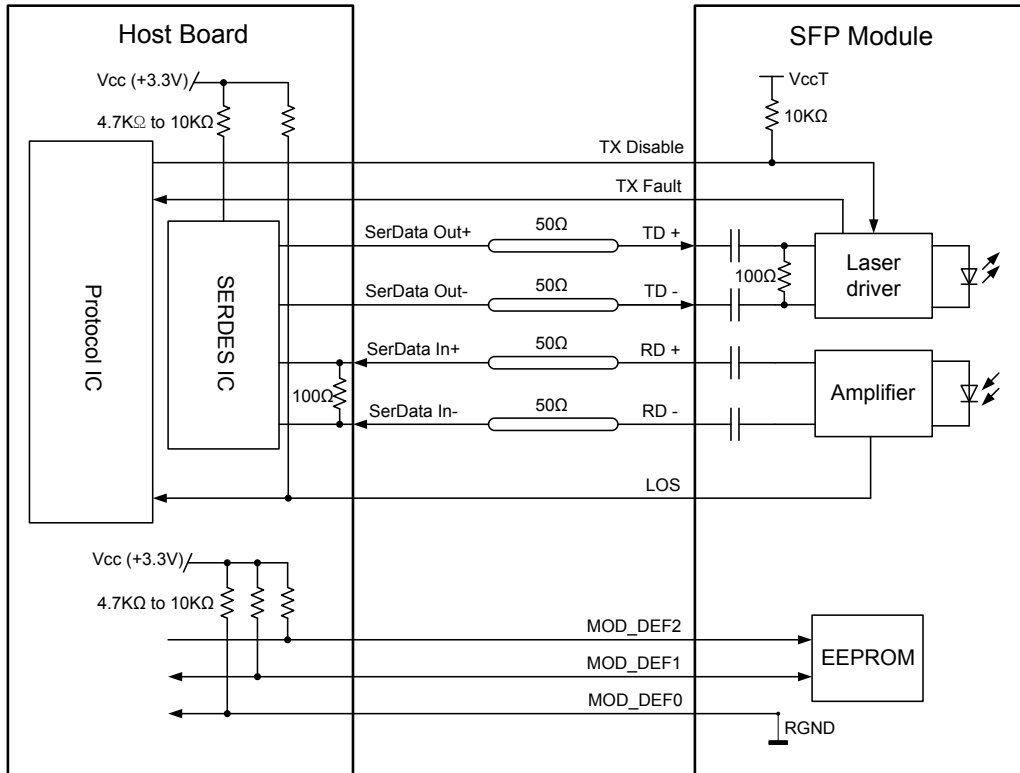 Host Board
SFP Module
Vcc (+3.3V)
VccT
4.7KΩ to 10KΩ
10KΩ
TX Disable
TX Fault
SerData Out+
50Ω
TD +
SerData Out-
50Ω
TD -
100Ω
Laser
driver
Protocol IC
SERDES IC
SerData In+
50Ω
RD +
100Ω
SerData In-
50Ω
RD -
Amplifier
LOS
Vcc (+3.3V)
4.7KΩ to 10KΩ
MOD_DEF2
MOD_DEF1
MOD_DEF0
EEPROM
RGND